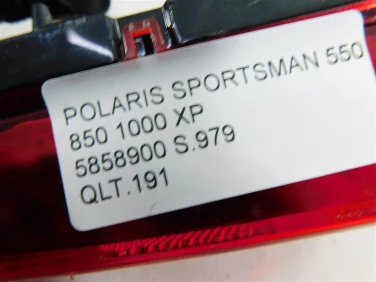 POLARIS SPORTSMAN 550
850 1000 XP
5858900 S.979
QLT.191